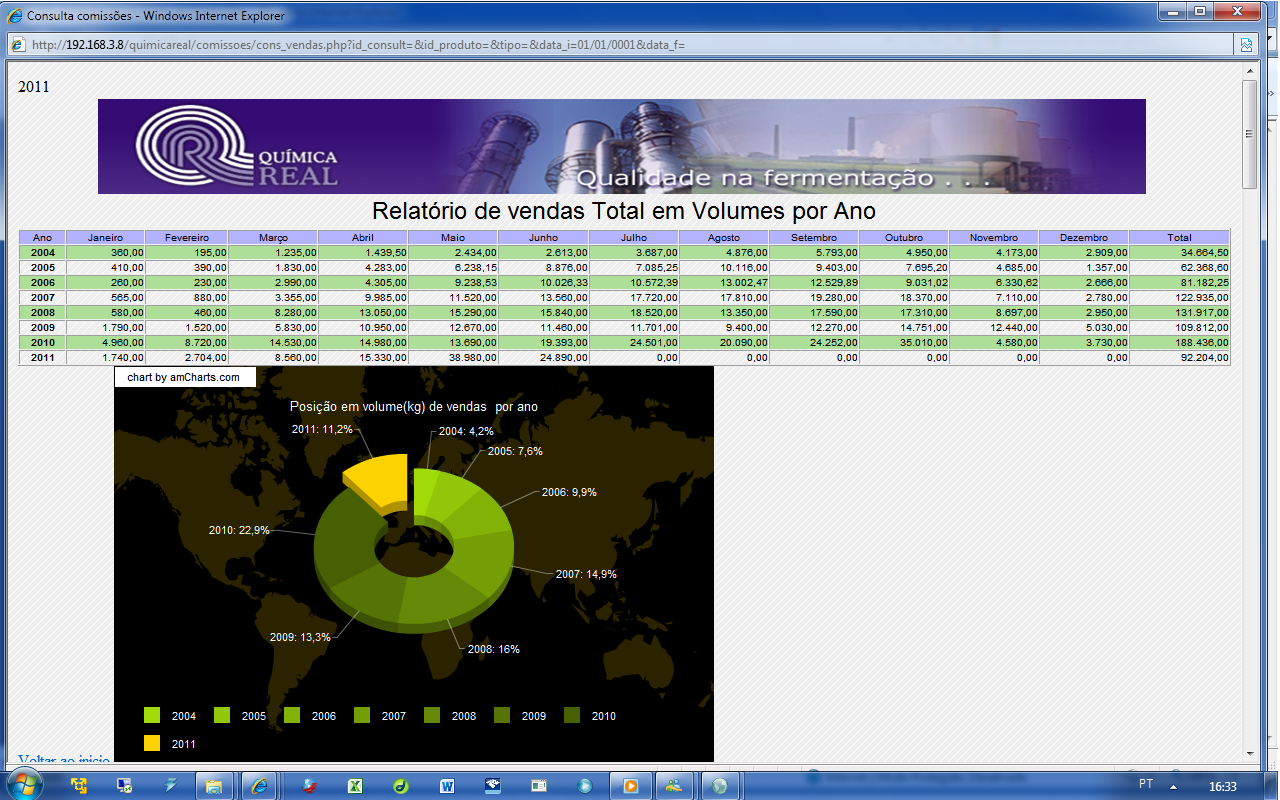 Consulta comissões - Windows Internet Explorer
http://192.168.3.8/quimicareal/comissoes/cons_vendas.php?id_consult=&id_produto=&tipo=&data_i=01/01/0001&data_f=
2011
QUÍMICA
REAL
Qualidade na fermentação . . .
Relatório de vendas Total em Volumes por Ano
Ano Janeiro Fevereiro Março Abril Maio Junho Julho Agosto Setembro Outubro Novembro Dezembro Total
2004 360,00 195,00 1.235,00 1.439,50 2.434,00 2.613,00 3.687,00 4.876,00 5.793,00 4.950,00 4.173,00 2.909,00 34.664,50
2005 410,00 390,00 1.830,00 4.283,00 6.238,15 8.876,00 7.085,25 10.116,00 9.403,00 7.695,20 4.685,00 1.357,00 62.368,60
2006 260,00 230,00 2.990,00 4.305,00 9.238,53 10.026,33 10.572,39 13.002,47 12.529,89 9.031,02 6.330,62 2.666,00 81.182,25
2007 565,00 880,00 3.355,00 9.985,00 11.520,00 13.560,00 17.720,00 17.810,00 19.280,00 18.370,00 7.110,00 2.780,00 122.935,00
2008 580,00 460,00 8.280,00 13.050,00 15.290,00 15.840,00 18.520,00 13.350,00 17.590,00 17.310,00 8.697,00 2.950,00 131.917,00
2009 1.790,00 1.520,00 5.830,00 10.950,00 12.670,00 11.460,00 11.701,00 9.400,00 12.270,00 14.751,00 12.440,00 5.030,00 109.812,00
2010 4.960,00 8.720,00 14.530,00 14.980,00 13.690,00 19.393,00 24.501,00 20.090,00 24.252,00 35.010,00 4.580,00 3.730,00 188.436,00
2011 1.740,00 2.704,00 8.560,00 15.330,00 38.980,00 24.890,00 0,00 0,00 0,00 0,00 0,00 0,00 92.204,00
chart by amCharts.com
Posição em volume(kg) de vendas por ano
2011: 11,2%
2004: 4,2%
2005: 7,6%
2006: 9,9%
2010: 22,9%
2007: 14,9%
2009: 13,3%
2008: 16%
2004 2005 2006 2007 2008 2009 2010
2011
Voltar ao inicio
PT 16:33